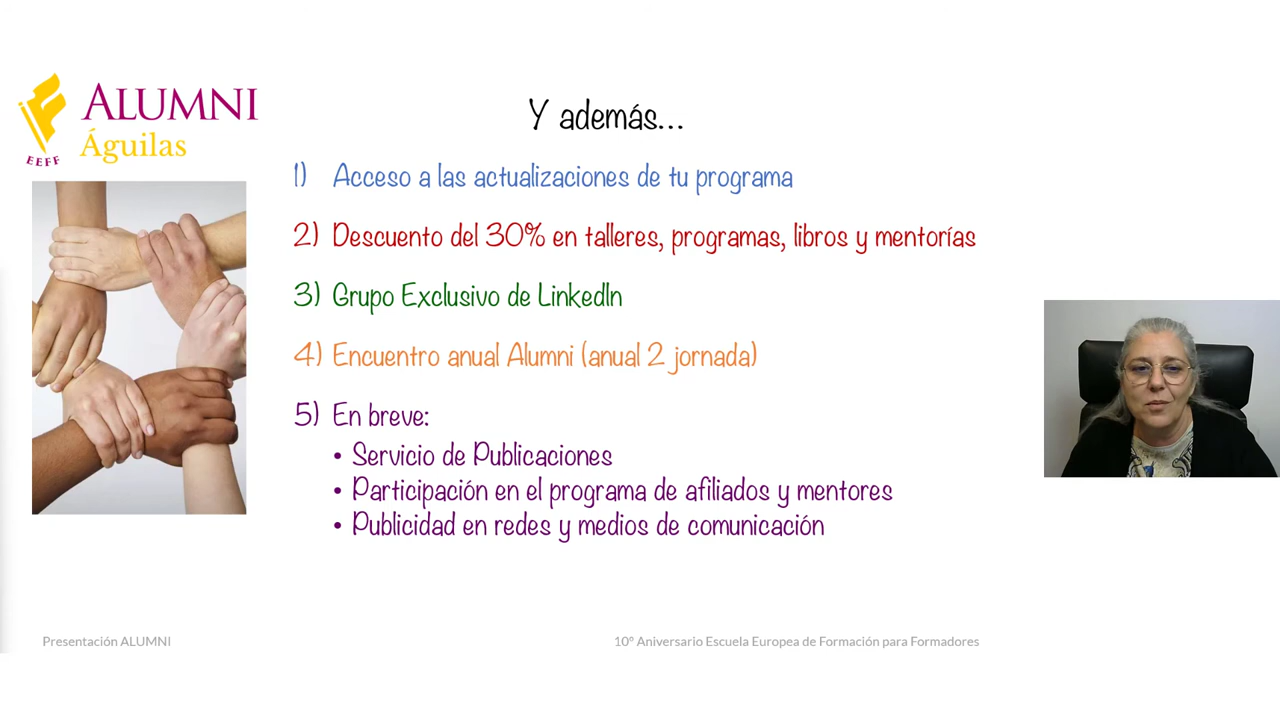 ALUMNI
Águilas
EEFF
Y además...
1) Acceso a las actualizaciones de tu programa
2) Descuento del 30% en talleres, programas, libros y mentorías
3) Grupo Exclusivo de LinkedIn
4) Encuentro anual Alumni (anual 2 jornada)
5) En breve:
• Servicio de Publicaciones
• Participación en el programa de afiliados y mentores
• Publicidad en redes y medios de comunicación
Presentación ALUMNI
10º Aniversario Escuela Europea de Formación para Formadores